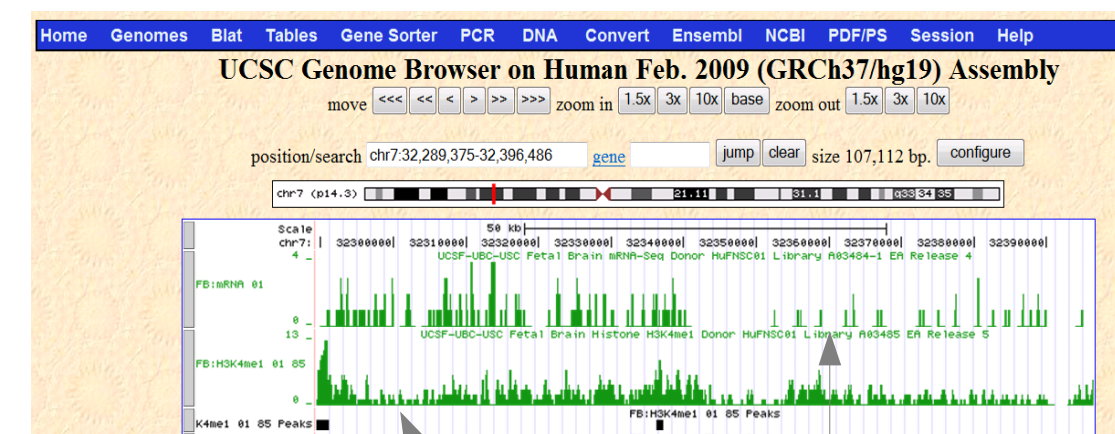 Home Genomes Blat Tables Gene Sorter PCR DNA Convert Ensembl NCBI PDF/PS Session Help
UCSC Genome Browser on Human Feb. 2009 (GRCh37/hg19) Assembly
move <<< << < > >> >>> zoom in 1.5x 3x 10x base zoom out 1.5x 3x 10x
position/search chr7:32,289,375-32,396,486 gene jump clear size 107,112 bp. configure
chr7 (p14.3) 21.11 31.1 q33 34 35
Scale 50 kb
chr7: 32300000 32310000 32320000 32330000 32340000 32350000 32360000 32370000 32380000 32390000
UCSF-UBC-USC Fetal Brain mRNA-Seq Donor HuFNSC01 Library A03484-1 EA Release 4
4 _
FB:mRNA 01
0 _
UCSF-UBC-USC Fetal Brain Histone H3K4me1 Donor HuFNSC01 Library A03485 EA Release 5
13 _
FB:H3K4me1 01 85
0 _
FB:H3K4me1 01 85 Peaks
K4me1 01 85 Peaks